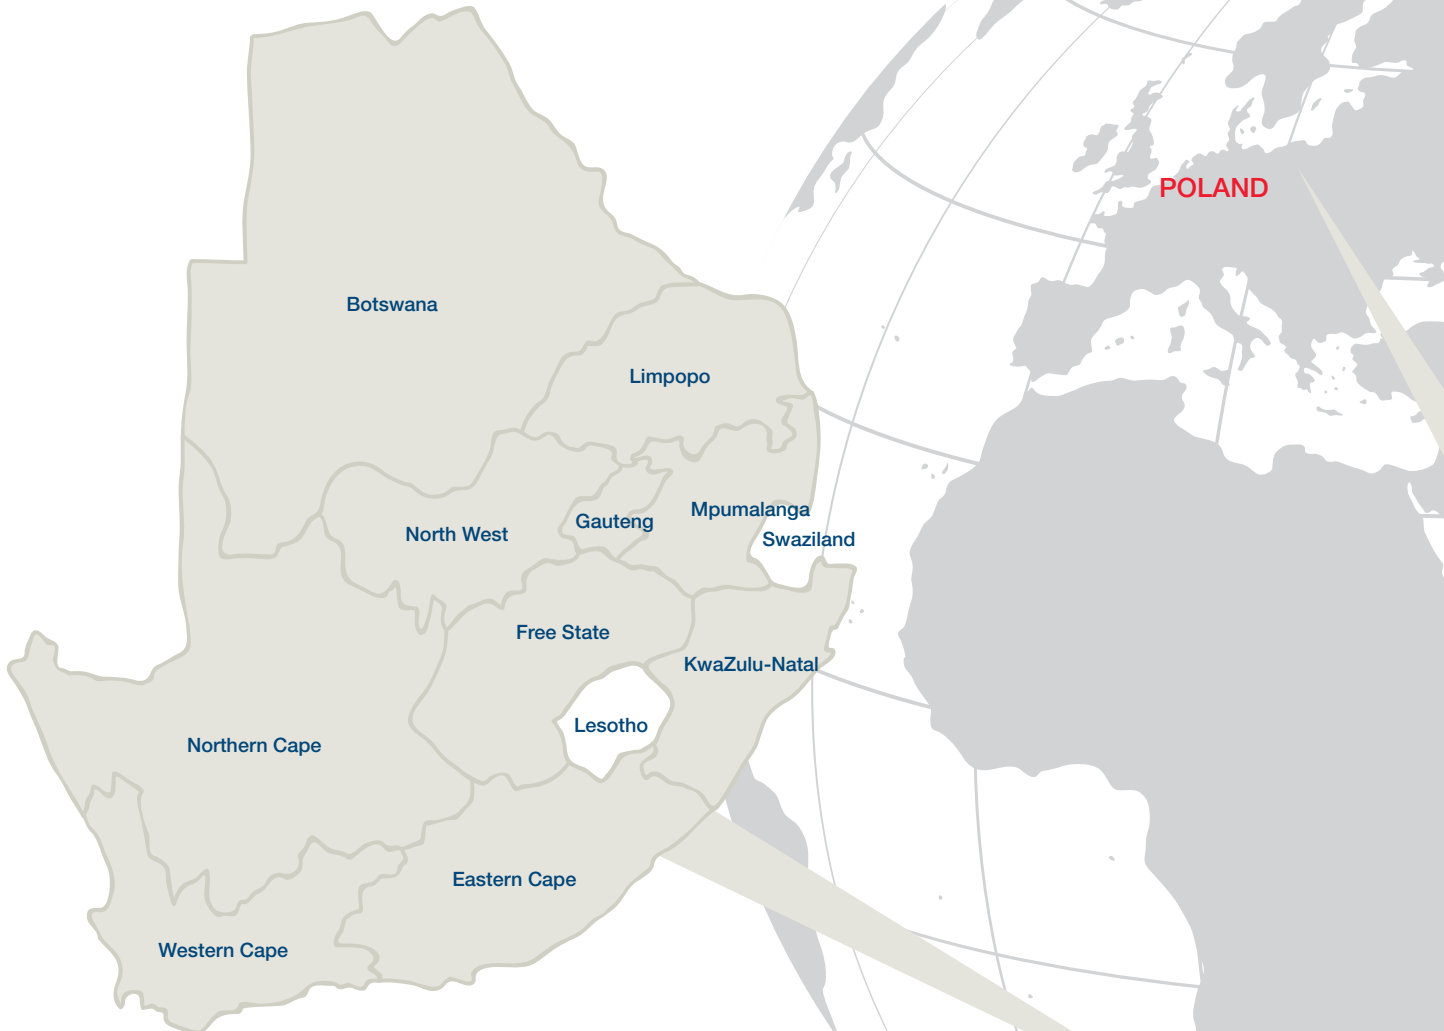 POLAND
Botswana
Limpopo
Mpumalanga
Gauteng
North West
Swaziland
Free State
KwaZulu-Natal
Lesotho
Northern Cape
Eastern Cape
Western Cape